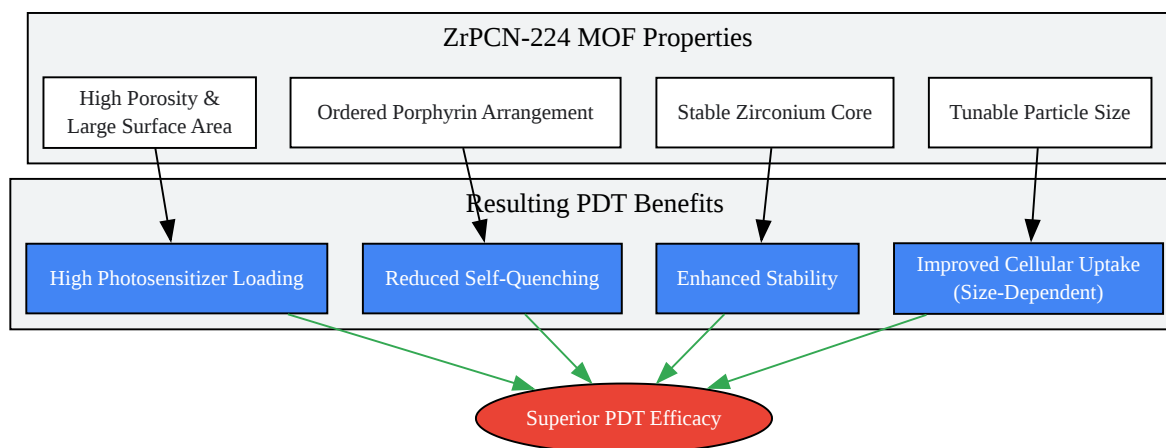 ZrPCN-224 MOF Properties
High Porosity &
Large Surface Area
Ordered Porphyrin Arrangement
Stable Zirconium Core
Tunable Particle Size
Resulting PDT Benefits
High Photosensitizer Loading
Reduced Self-Quenching
Enhanced Stability
Improved Cellular Uptake
(Size-Dependent)
Superior PDT Efficacy